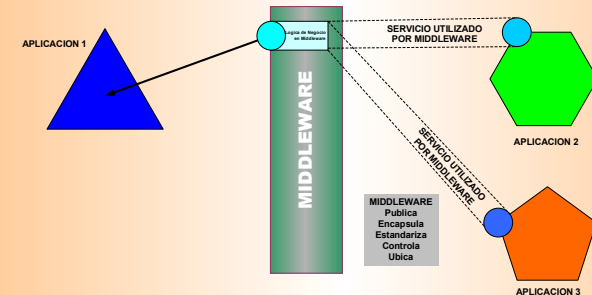 APLICACION 1
Logica de Negocio
en Middleware
MIDDLEWARE
SERVICIO UTILIZADO
POR MIDDLEWARE
APLICACION 2
SERVICIO UTILIZADO
POR MIDDLEWARE
MIDDLEWARE
Publica
Encapsula
Estandariza
Controla
Ubica
APLICACION 3